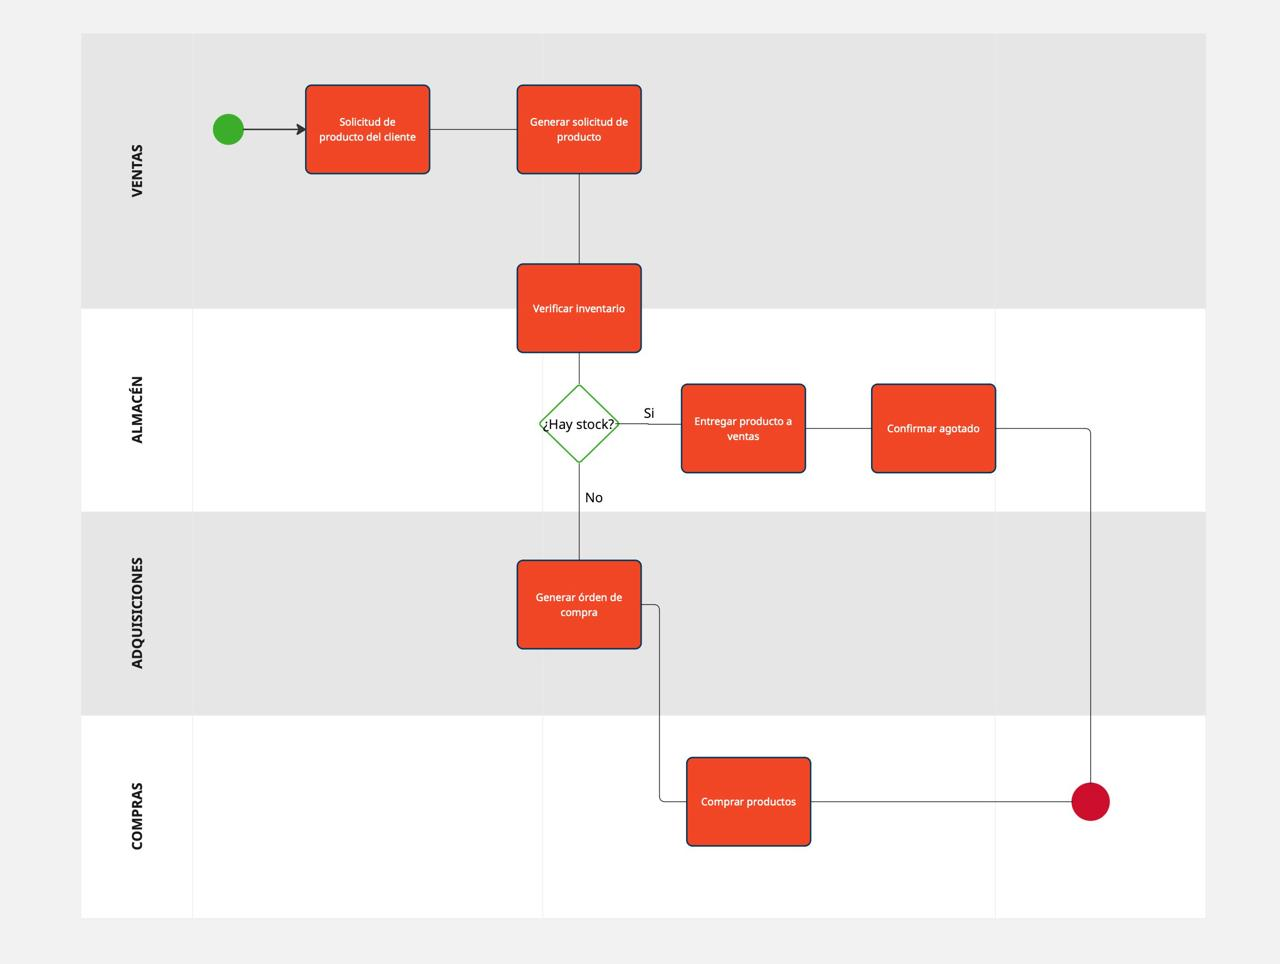 VENTAS
Solicitud de
producto del cliente
Generar solicitud de
producto
Verificar inventario
ALMACÉN
¿Hay stock?
Si
Entregar producto a
ventas
Confirmar agotado
No
ADQUISICIONES
Generar órden de
compra
COMPRAS
Comprar productos